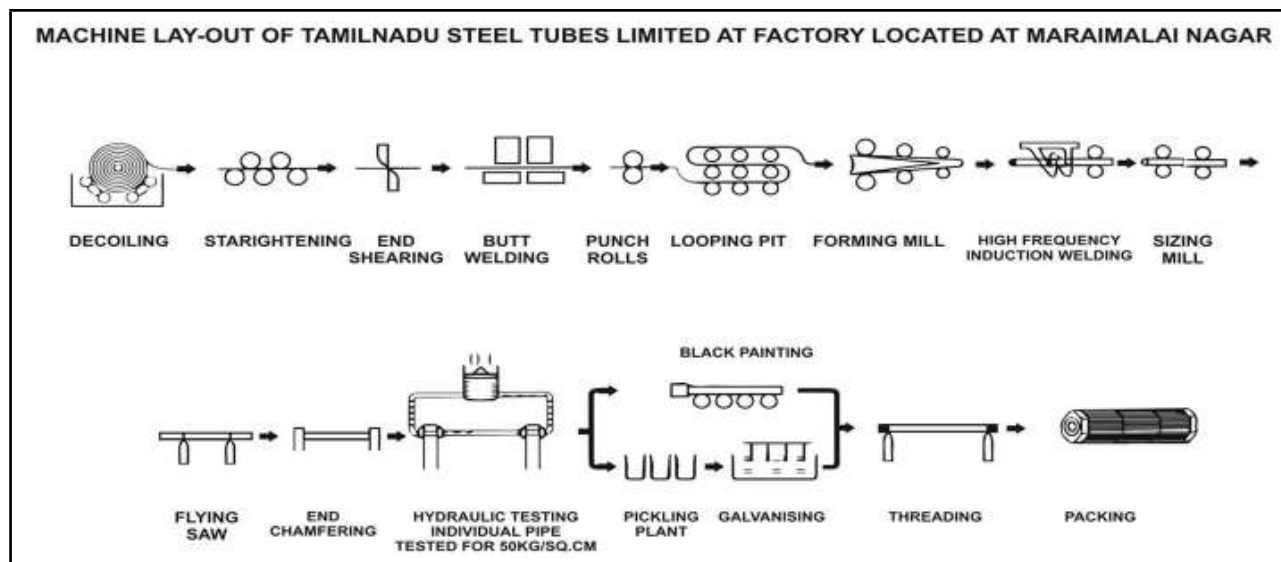 MACHINE LAY-OUT OF TAMILNADU STEEL TUBES LIMITED AT FACTORY LOCATED AT MARAIMALAI NAGAR
DECOILING
STARIGHTENING
END
SHEARING
BUTT
WELDING
PUNCH
ROLLS
LOOPING PIT
FORMING MILL
HIGH FREQUENCY
INDUCTION WELDING
SIZING
MILL
BLACK PAINTING
FLYING
SAW
END
CHAMFERING
HYDRAULIC TESTING
INDIVIDUAL PIPE
TESTED FOR 50KG/SQ.CM
PICKLING
PLANT
GALVANISING
THREADING
PACKING